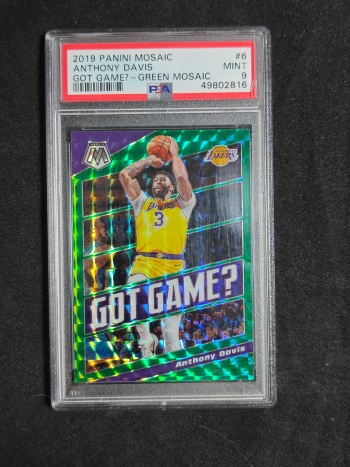 2019 PANINI MOSAIC #6
ANTHONY DAVIS MINT
GOT GAME? - GREEN MOSAIC 9
PSA 49802816
M
LAKERS
3
GOT GAME?
Anthony Davis